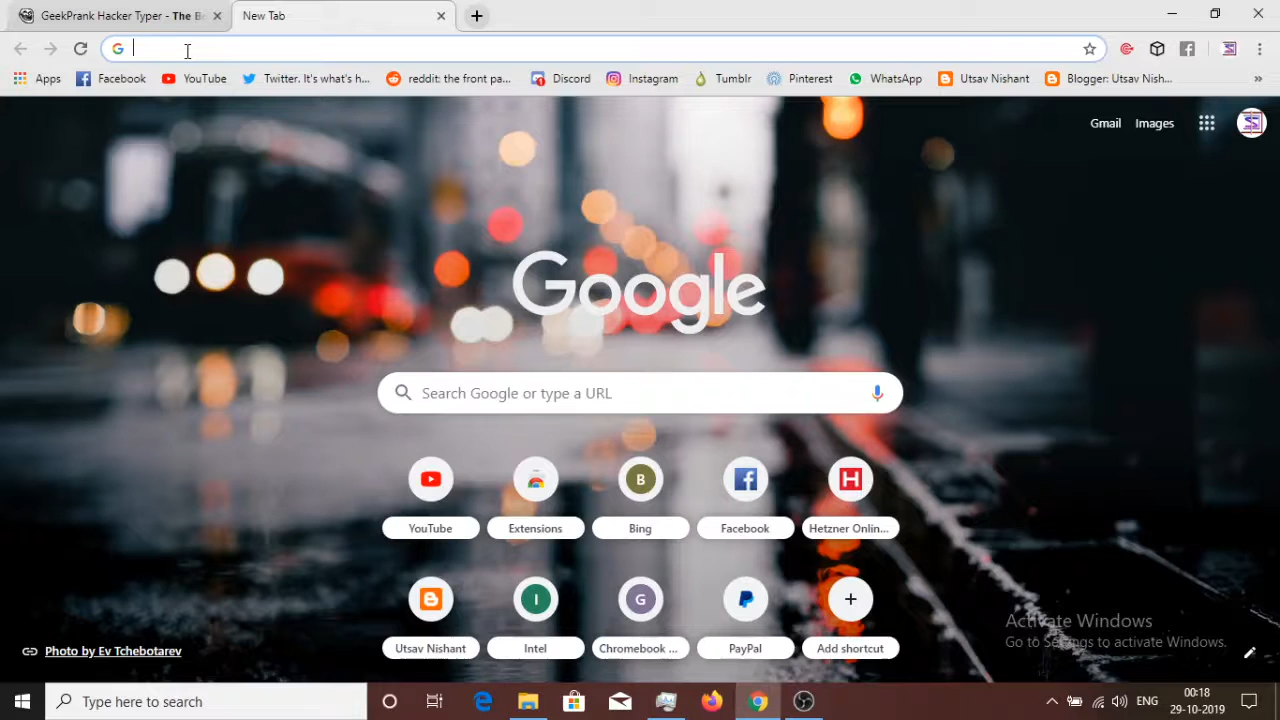 GeekPrank Hacker Typer - The Br
New Tab
Apps
Facebook
YouTube
Twitter. It's what's h...
reddit: the front pa...
Discord
Instagram
Tumblr
Pinterest
WhatsApp
Utsav Nishant
Blogger: Utsav Nish...
»
Gmail
Images
Google
Search Google or type a URL
B
H
YouTube
Extensions
Bing
Facebook
Hetzner Onlin...
I
G
Utsav Nishant
Intel
Chromebook ...
PayPal
Add shortcut
Activate Windows
Go to Settings to activate Windows.
Photo by Ev Tchebotarev
Type here to search
ENG
00:18
29-10-2019